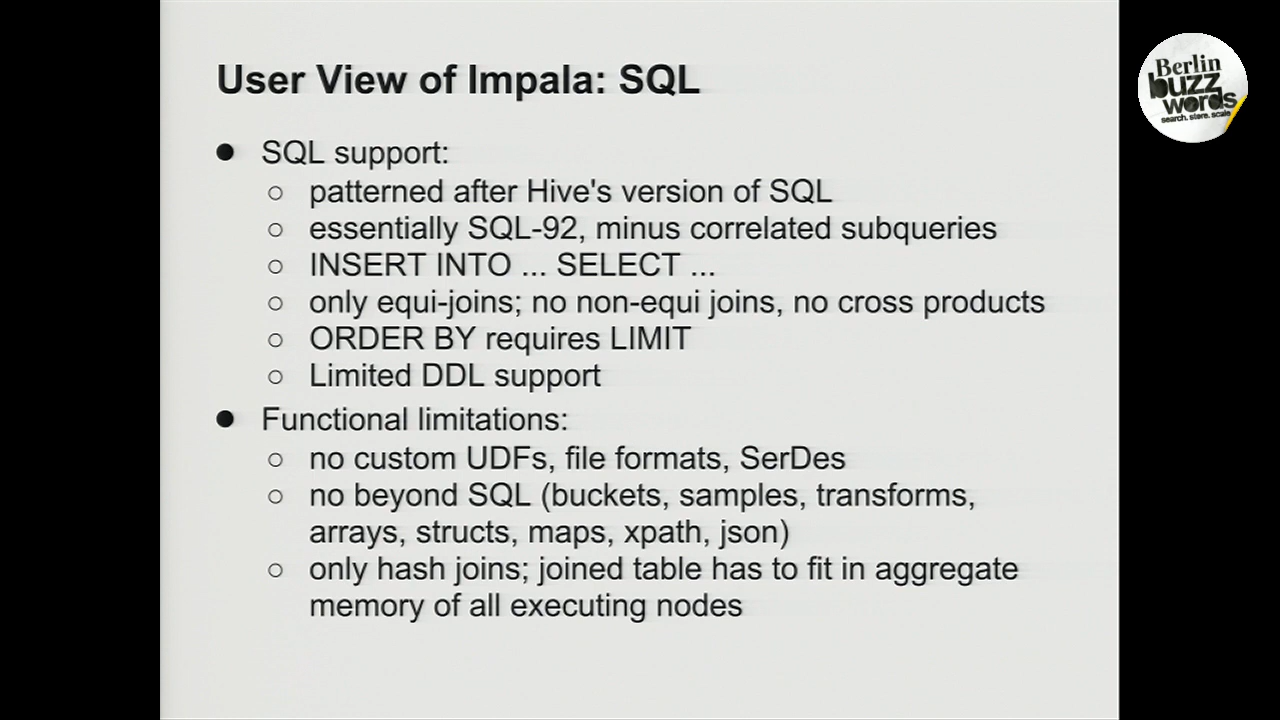 User View of Impala: SQL
● SQL support:
○ patterned after Hive's version of SQL
○ essentially SQL-92, minus correlated subqueries
○ INSERT INTO ... SELECT ...
○ only equi-joins; no non-equi joins, no cross products
○ ORDER BY requires LIMIT
○ Limited DDL support
● Functional limitations:
○ no custom UDFs, file formats, SerDes
○ no beyond SQL (buckets, samples, transforms,
arrays, structs, maps, xpath, json)
○ only hash joins; joined table has to fit in aggregate
memory of all executing nodes
Berlin
buzz
words
search. store. scale